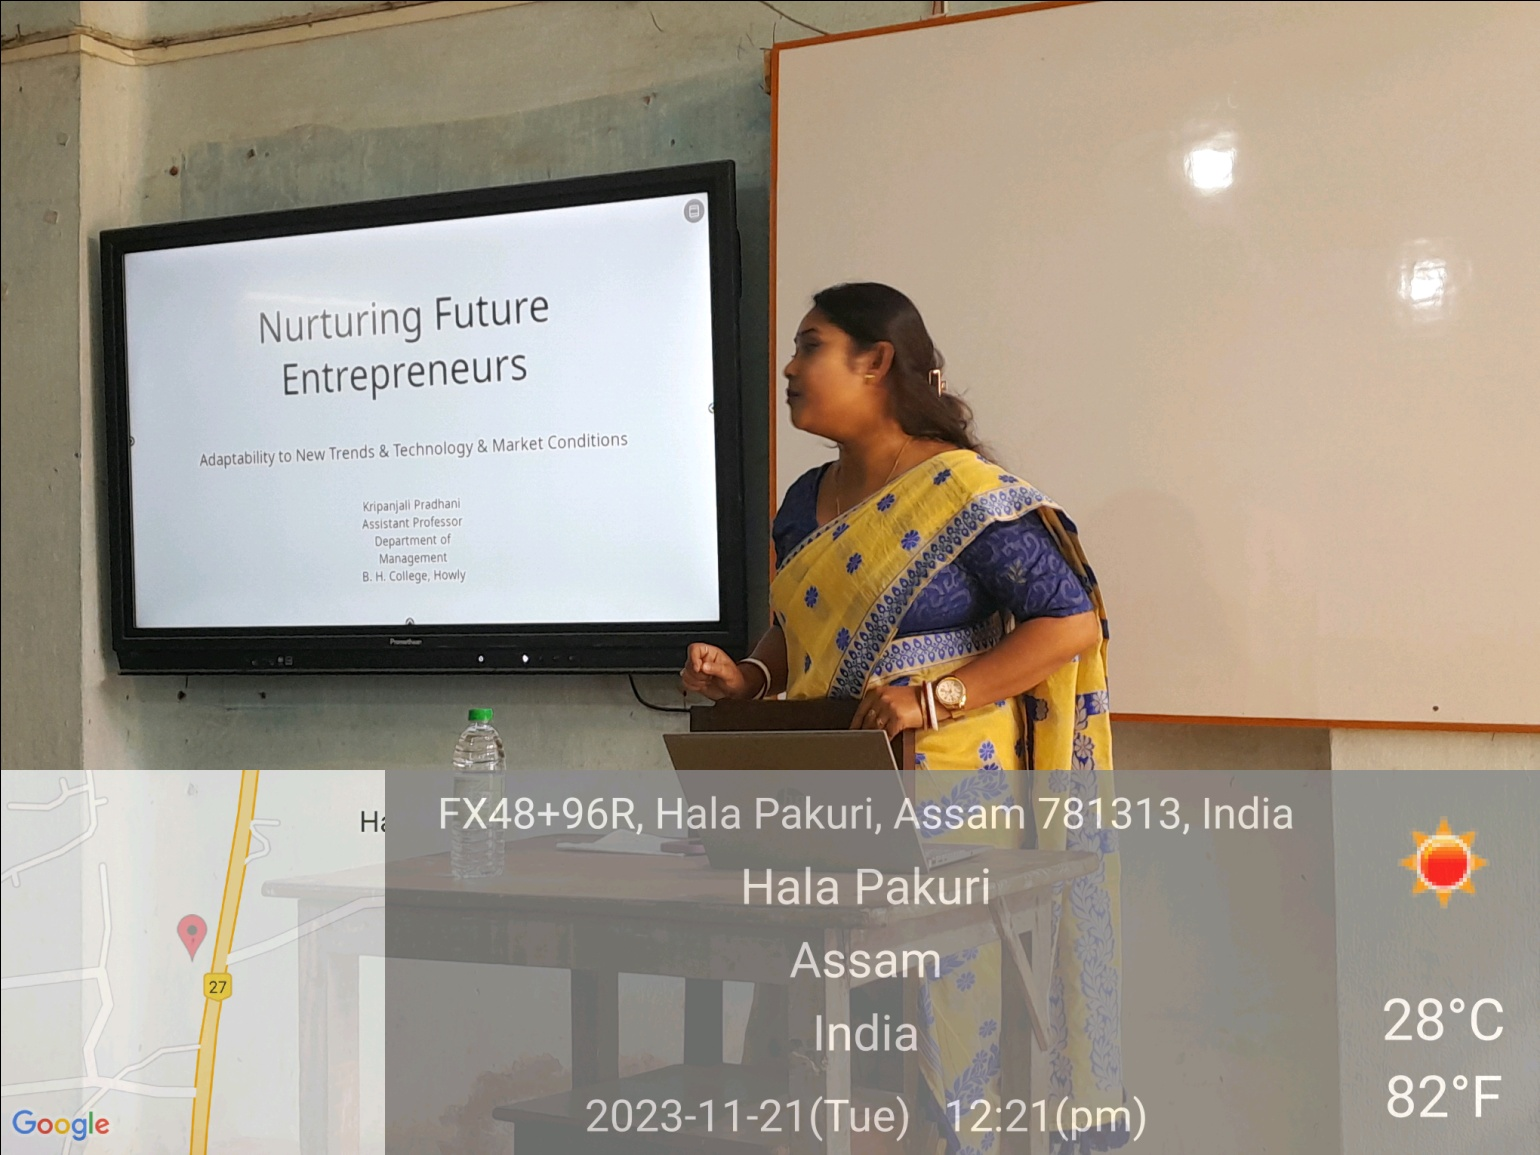 Nurturing Future
Entrepreneurs
Adaptability to New Trends & Technology & Market Conditions
Kripanjali Pradhani
Assistant Professor
Department of
Management
B. H. College, Howly
Promethean
Ha
FX48+96R, Hala Pakuri, Assam 781313, India
Hala Pakuri
Assam
India
2023-11-21(Tue) 12:21(pm)
28°C
82°F
27
Google